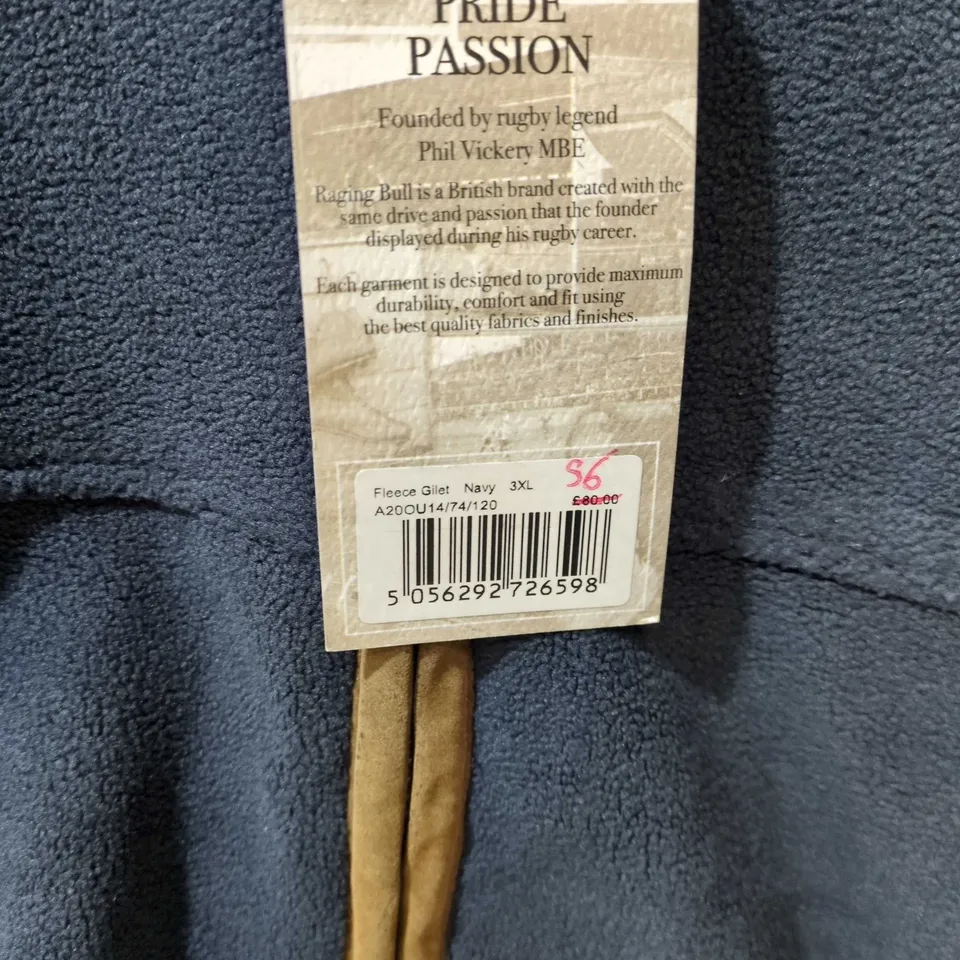 PRIDE
PASSION
Founded by rugby legend
Phil Vickery MBE
Raging Bull is a British brand created with the
same drive and passion that the founder
displayed during his rugby career.
Each garment is designed to provide maximum
durability, comfort and fit using
the best quality fabrics and finishes.
56
Fleece Gilet Navy 3XL £80.00
A20OU14/74/120
5 056292 726598